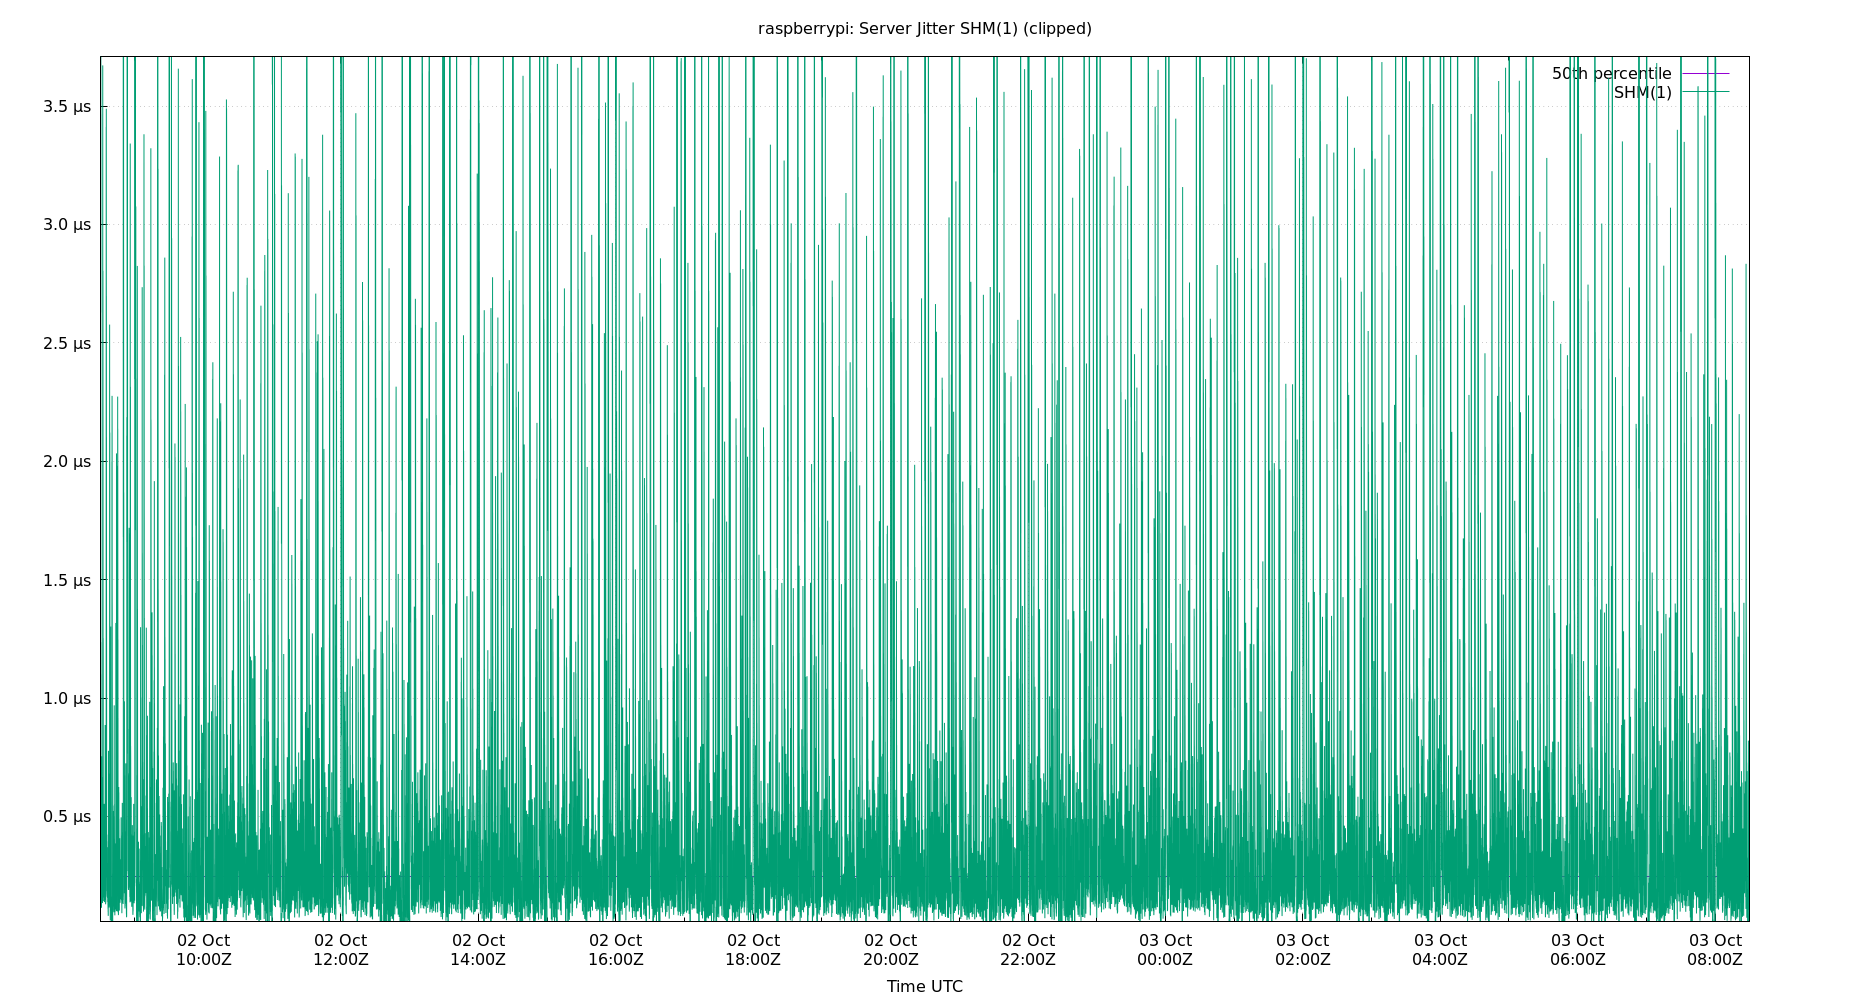 raspberrypi: Server Jitter SHM(1) (clipped)
50th percentile
SHM(1)
3.5 µs
3.0 µs
2.5 µs
2.0 µs
1.5 µs
1.0 µs
0.5 µs
02 Oct 02 Oct 02 Oct 02 Oct 02 Oct 02 Oct 02 Oct 03 Oct 03 Oct 03 Oct 03 Oct 03 Oct
10:00Z 12:00Z 14:00Z 16:00Z 18:00Z 20:00Z 22:00Z 00:00Z 02:00Z 04:00Z 06:00Z 08:00Z
Time UTC